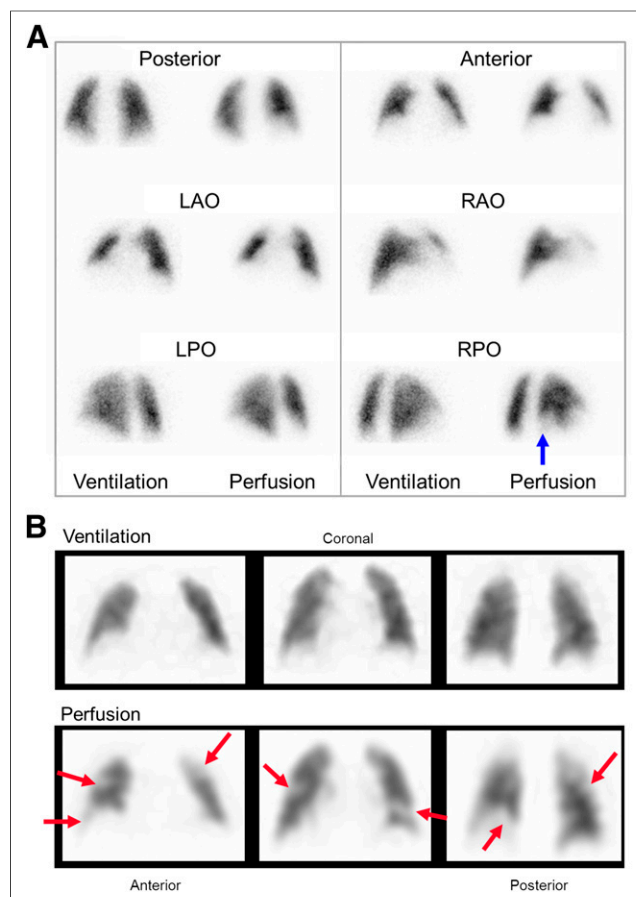 A
Posterior Anterior
LAO RAO
LPO RPO
Ventilation Perfusion Ventilation Perfusion
B
Ventilation Coronal
Perfusion
Anterior Posterior